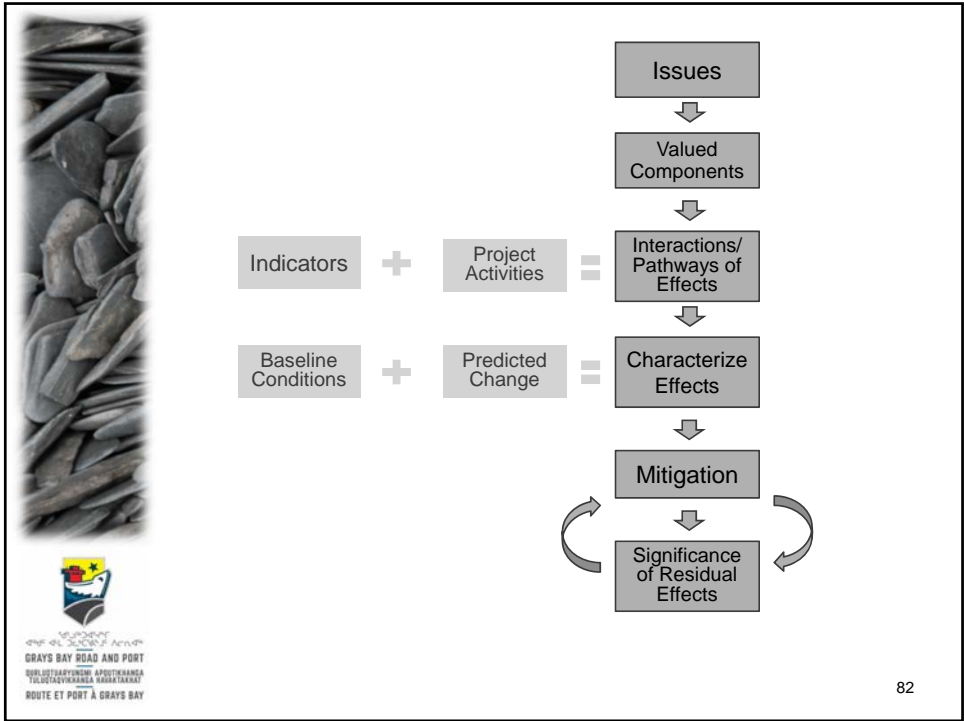 Issues
Valued
Components
Indicators
Project
Activities
Interactions/
Pathways of
Effects
Baseline
Conditions
Predicted
Change
Characterize
Effects
Mitigation
Significance
of Residual
Effects
GRAYS BAY ROAD AND PORT
ROUTE ET PORT À GRAYS BAY
82